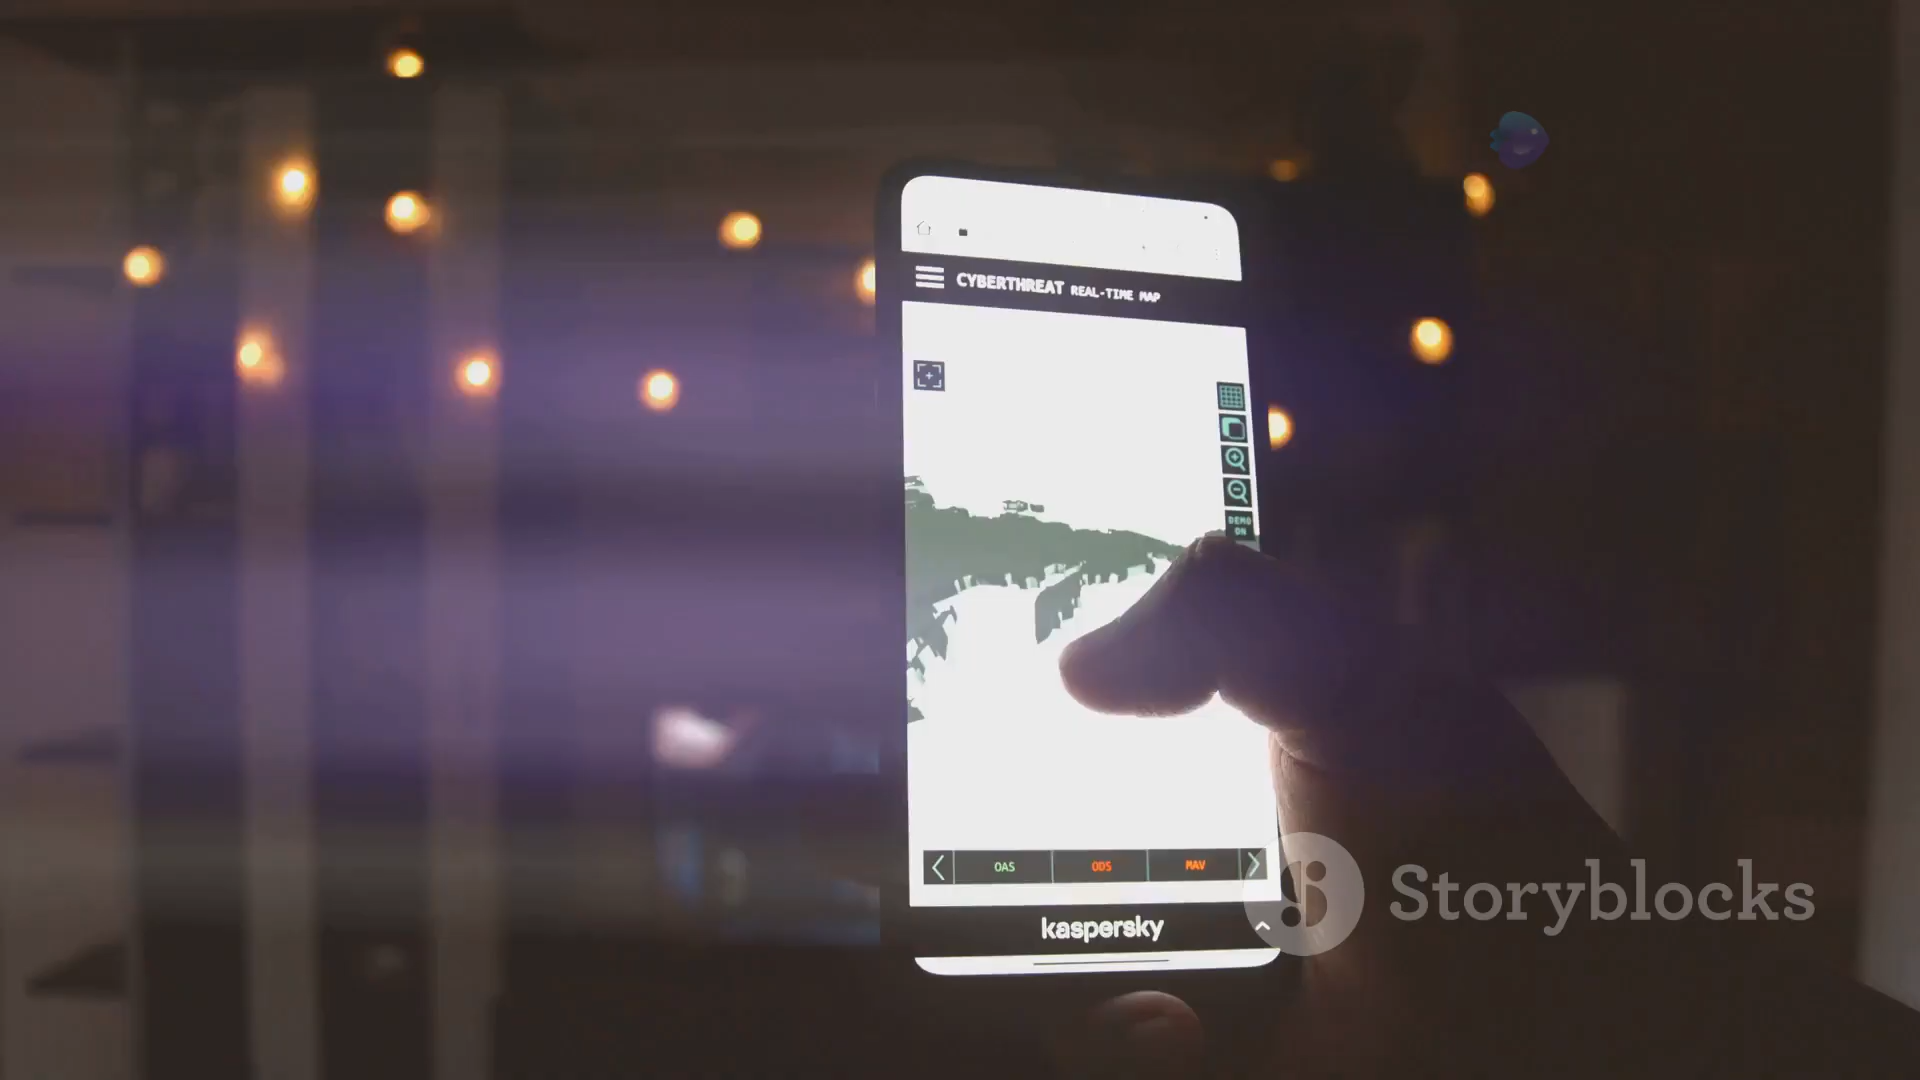 CYBERTHREAT REAL-TIME MAP
DEMO
ON
OAS
ODS
MAV
kaspersky
Storyblocks